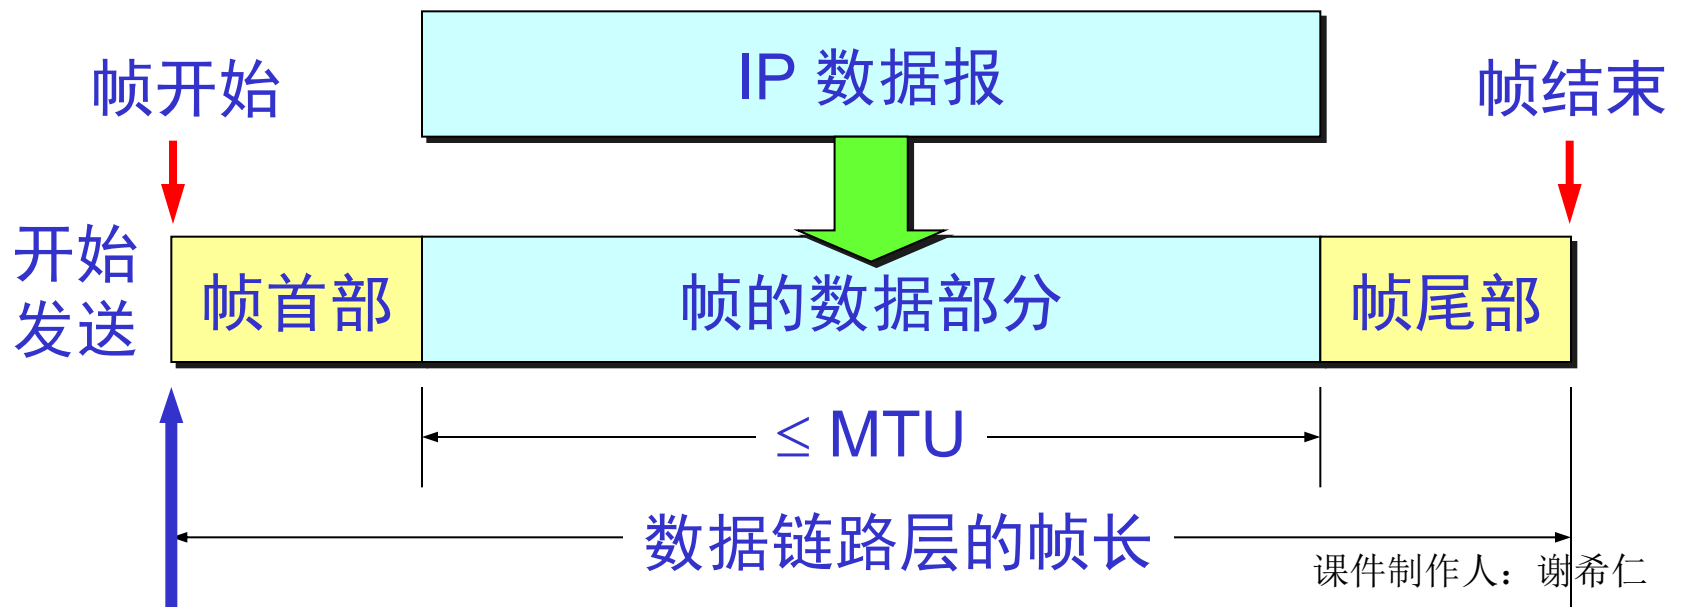 IP 数据报
帧开始
帧结束
开始
发送
帧首部
帧的数据部分
帧尾部
≤ MTU
数据链路层的帧长
课件制作人：谢希仁